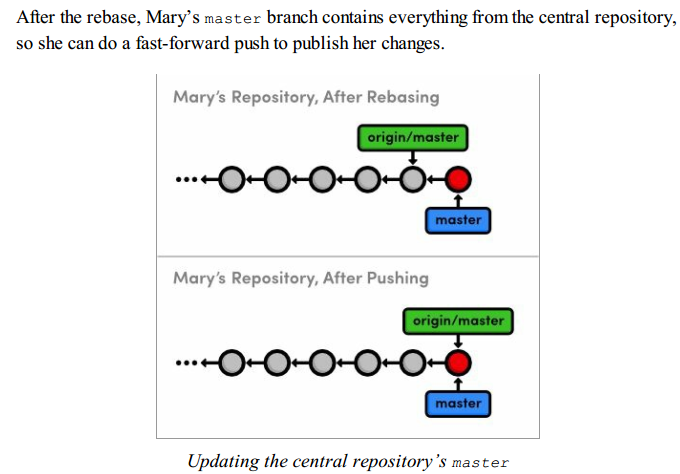 After the rebase, Mary’s master branch contains everything from the central repository,
so she can do a fast-forward push to publish her changes.
Mary’s Repository, After Rebasing
origin/master
master
Mary’s Repository, After Pushing
origin/master
master
Updating the central repository’s master